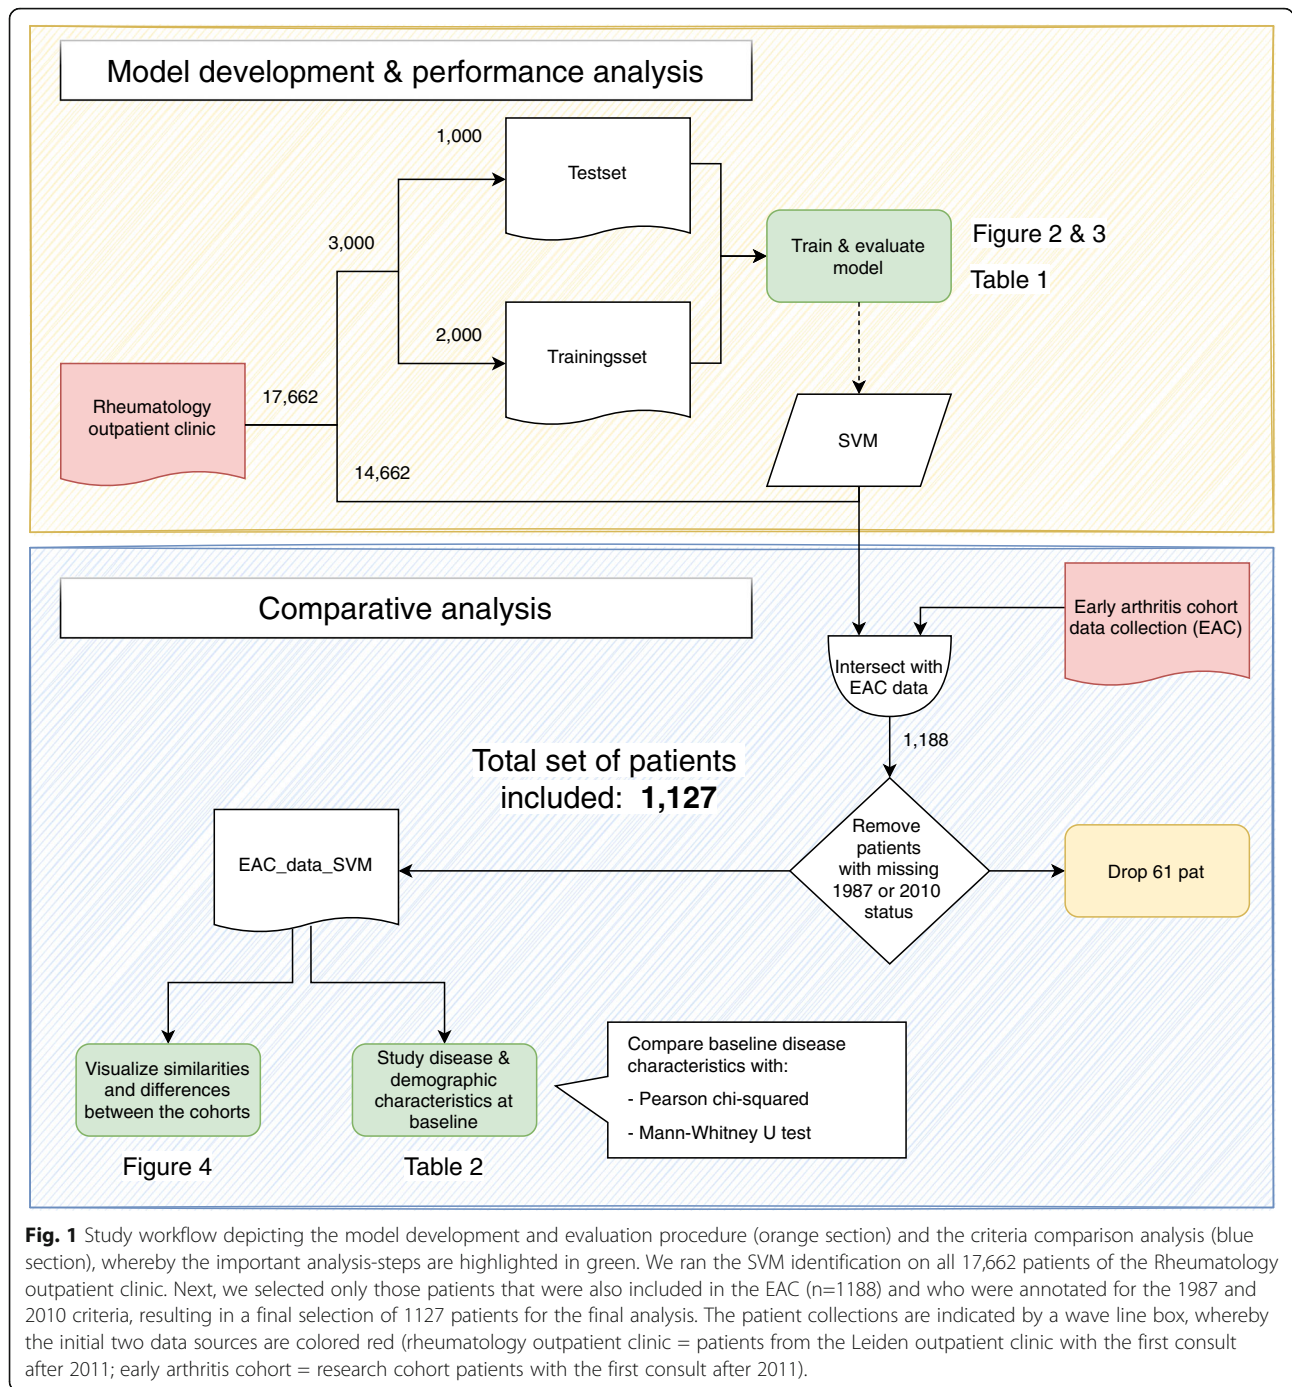 Model development & performance analysis
1,000
Testset
3,000
Train & evaluate
model
Figure 2 & 3
Table 1
2,000
Trainingsset
17,662
Rheumatology
outpatient clinic
SVM
14,662
Comparative analysis
Early arthritis cohort
data collection (EAC)
Intersect with
EAC data
1,188
Total set of patients
included: 1,127
Remove
patients
with missing
1987 or 2010
status
Drop 61 pat
EAC_data_SVM
Visualize similarities
and differences
between the cohorts
Figure 4
Study disease &
demographic
characteristics at
baseline
Table 2
Compare baseline disease
characteristics with:
- Pearson chi-squared
- Mann-Whitney U test
Fig. 1 Study workflow depicting the model development and evaluation procedure (orange section) and the criteria comparison analysis (blue
section), whereby the important analysis-steps are highlighted in green. We ran the SVM identification on all 17,662 patients of the Rheumatology
outpatient clinic. Next, we selected only those patients that were also included in the EAC (n=1188) and who were annotated for the 1987 and
2010 criteria, resulting in a final selection of 1127 patients for the final analysis. The patient collections are indicated by a wave line box, whereby
the initial two data sources are colored red (rheumatology outpatient clinic = patients from the Leiden outpatient clinic with the first consult
after 2011; early arthritis cohort = research cohort patients with the first consult after 2011).